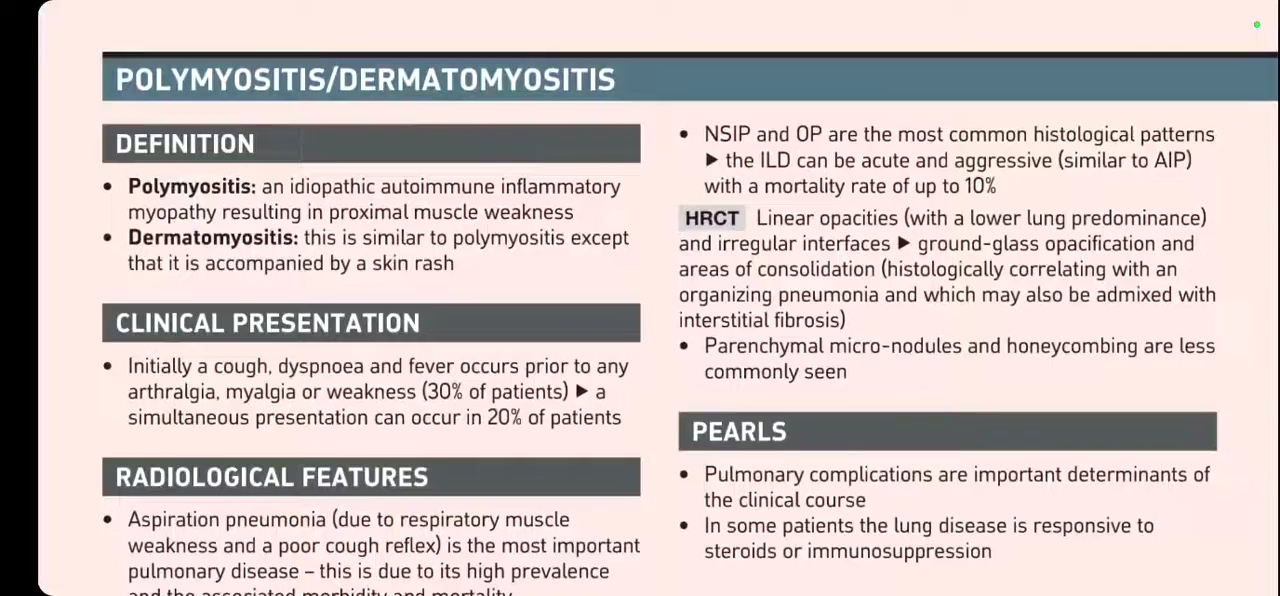 POLYMYOSITIS/DERMATOMYOSITIS
DEFINITION
• Polymyositis: an idiopathic autoimmune inflammatory
myopathy resulting in proximal muscle weakness
• Dermatomyositis: this is similar to polymyositis except
that it is accompanied by a skin rash
CLINICAL PRESENTATION
• Initially a cough, dyspnoea and fever occurs prior to any
arthralgia, myalgia or weakness (30% of patients) ▶ a
simultaneous presentation can occur in 20% of patients
RADIOLOGICAL FEATURES
• Aspiration pneumonia (due to respiratory muscle
weakness and a poor cough reflex) is the most important
pulmonary disease – this is due to its high prevalence
and the associated morbidity and mortality
• NSIP and OP are the most common histological patterns
▶ the ILD can be acute and aggressive (similar to AIP)
with a mortality rate of up to 10%
HRCT Linear opacities (with a lower lung predominance)
and irregular interfaces ▶ ground-glass opacification and
areas of consolidation (histologically correlating with an
organizing pneumonia and which may also be admixed with
interstitial fibrosis)
• Parenchymal micro-nodules and honeycombing are less
commonly seen
PEARLS
• Pulmonary complications are important determinants of
the clinical course
• In some patients the lung disease is responsive to
steroids or immunosuppression